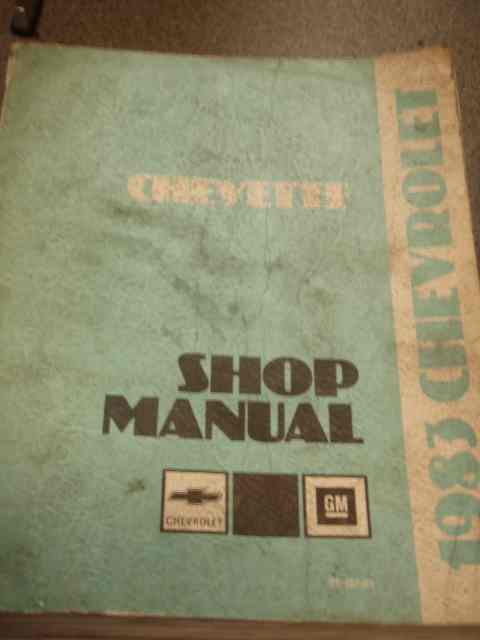 CHEVETTE
SHOP
MANUAL
CHEVROLET
GM
1983 CHEVROLET